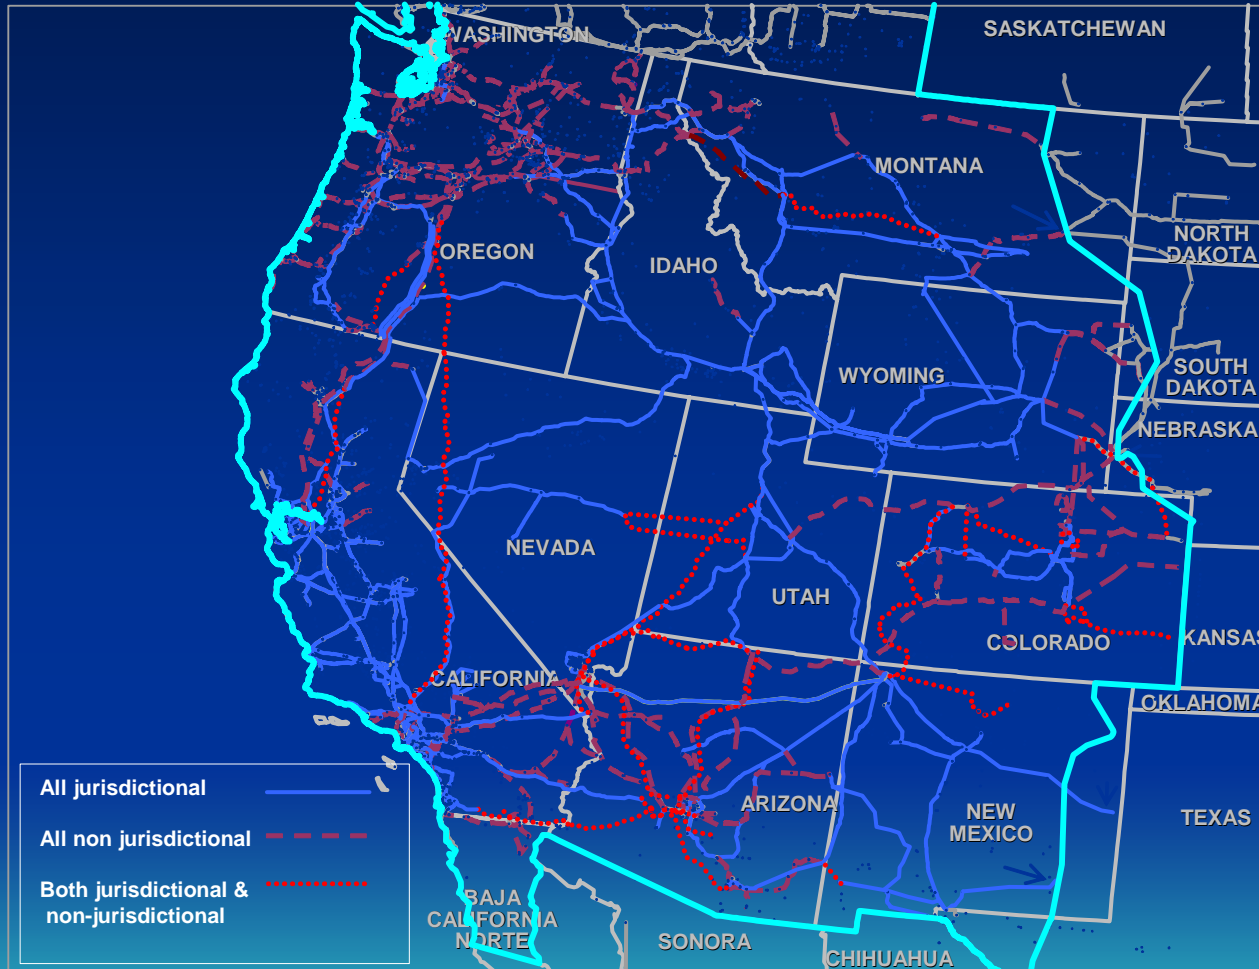 WASHINGTON
SASKATCHEWAN
MONTANA
NORTH
DAKOTA
OREGON
IDAHO
WYOMING
SOUTH
DAKOTA
NEBRASKA
NEVADA
UTAH
COLORADO
KANSAS
CALIFORNIA
OKLAHOMA
All jurisdictional
ARIZONA
NEW
MEXICO
TEXAS
All non jurisdictional
Both jurisdictional &
non-jurisdictional
BAJA
CALIFORNIA
NORTE
SONORA
CHIHUAHUA